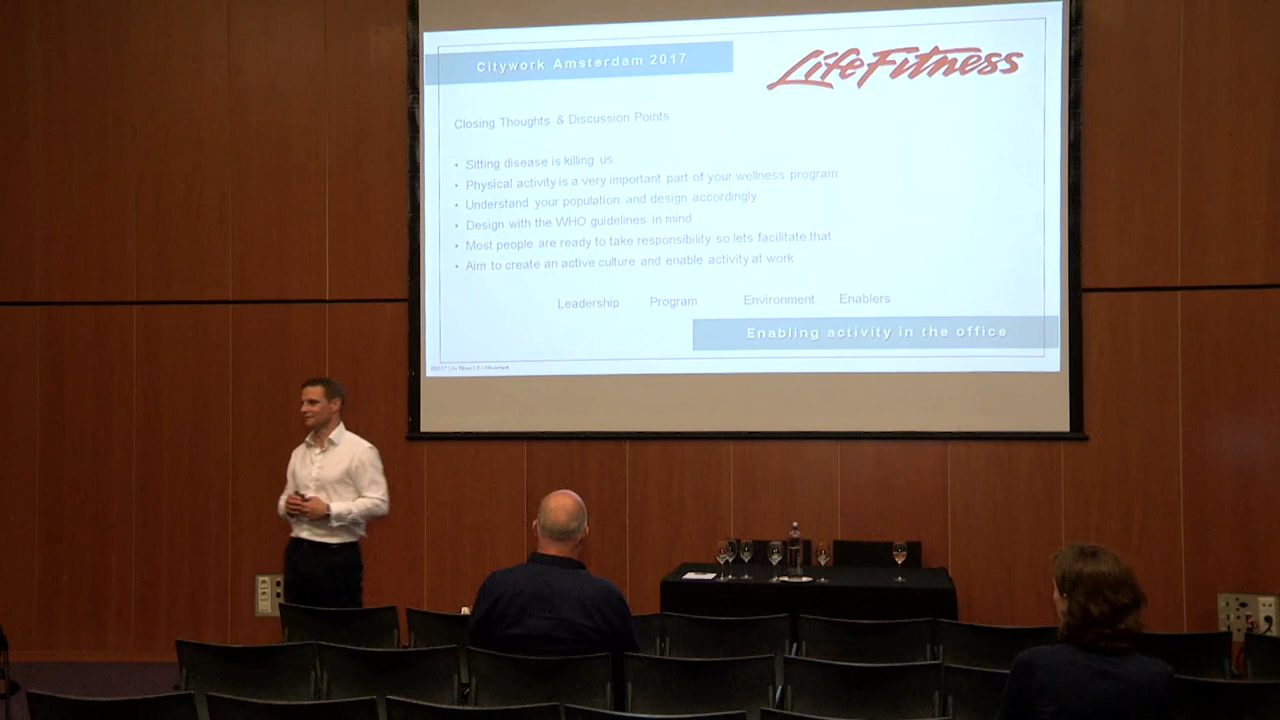 Citywork Amsterdam 2017
LifeFitness
Closing Thoughts & Discussion Points
• Sitting disease is killing us
• Physical activity is a very important part of your wellness program
• Understand your population and design accordingly
• Design with the WHO guidelines in mind
• Most people are ready to take responsibility so lets facilitate that
• Aim to create an active culture and enable activity at work
Leadership Program Environment Enablers
Enabling activity in the office